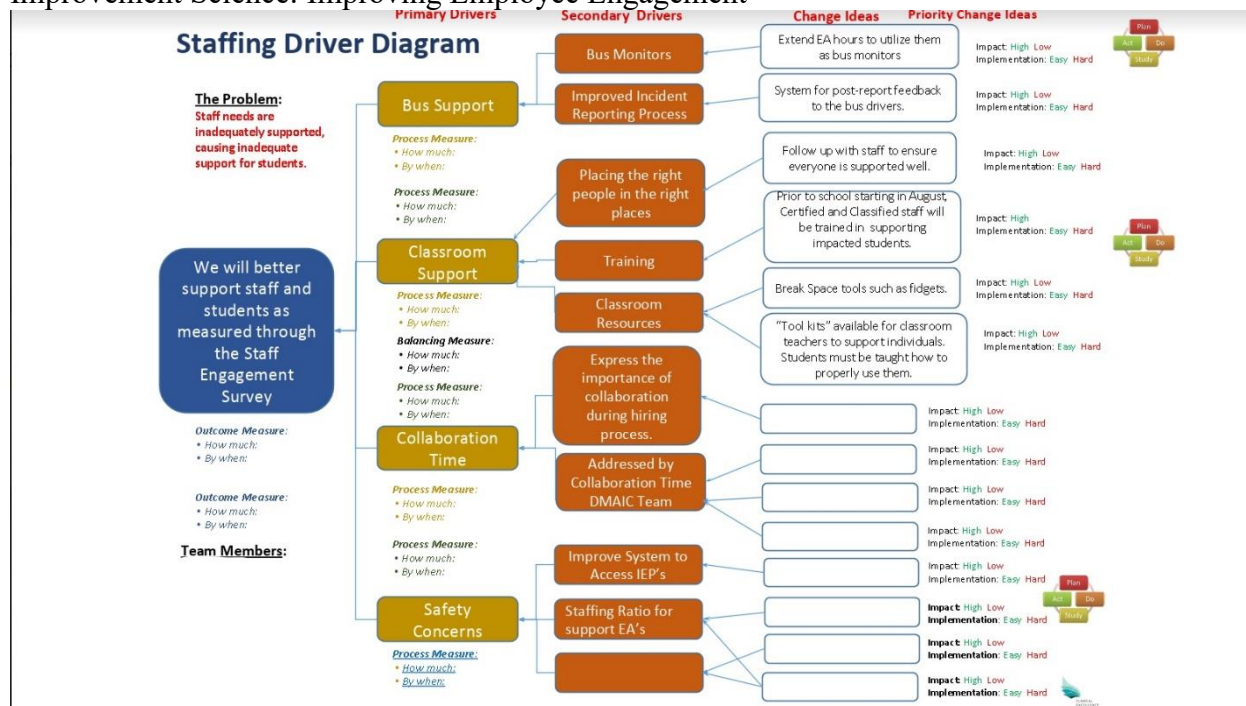 Improvement Science: Improving Employee Engagement
Primary Drivers
Secondary Drivers
Change Ideas
Priority Change Ideas
Staffing Driver Diagram
The Problem:
Staff needs are
inadequately supported,
causing inadequate
support for students.
We will better
support staff and
students as
measured through
the Staff
Engagement
Survey
Outcome Measure:
• How much:
• By when:
Outcome Measure:
• How much:
• By when:
Team Members:
Bus Support
Process Measure:
• How much:
• By when:
Process Measure:
• How much:
• By when:
Classroom
Support
Process Measure:
• How much:
• By when:
Balancing Measure:
• How much:
• By when:
Process Measure:
• How much:
• By when:
Collaboration
Time
Process Measure:
• How much:
• By when:
Process Measure:
• How much:
• By when:
Safety
Concerns
Process Measure:
• How much:
• By when:
Bus Monitors
Improved Incident
Reporting Process
Placing the right
people in the right
places
Training
Classroom
Resources
Express the
importance of
collaboration
during hiring
process.
Addressed by
Collaboration Time
DMAIC Team
Improve System to
Access IEP's
Staffing Ratio for
support EA's
Extend EA hours to utilize them
as bus monitors
System for post-report feedback
to the bus drivers.
Follow up with staff to ensure
everyone is supported well.
Prior to school starting in August,
Certified and Classified staff will
be trained in supporting
impacted students.
Break Space tools such as fidgets.
"Tool kits" available for classroom
teachers to support individuals.
Students must be taught how to
properly use them.
Impact: High Low
Implementation: Easy Hard
Impact: High Low
Implementation: Easy Hard
Impact: High Low
Implementation: Easy Hard
Impact: High
Implementation: Easy Hard
Impact: High Low
Implementation: Easy Hard
Impact: High Low
Implementation: Easy Hard
Impact: High Low
Implementation: Easy Hard
Impact: High Low
Implementation: Easy Hard
Impact: High Low
Implementation: Easy Hard
Impact: High Low
Implementation: Easy Hard
Impact: High Low
Implementation: Easy Hard
Impact: High Low
Implementation: Easy Hard
Impact: High Low
Implementation: Easy Hard
Impact: High Low
Implementation: Easy Hard
Plan
Act
Do
Study
Plan
Act
Do
Study
Plan
Act
Do
Study